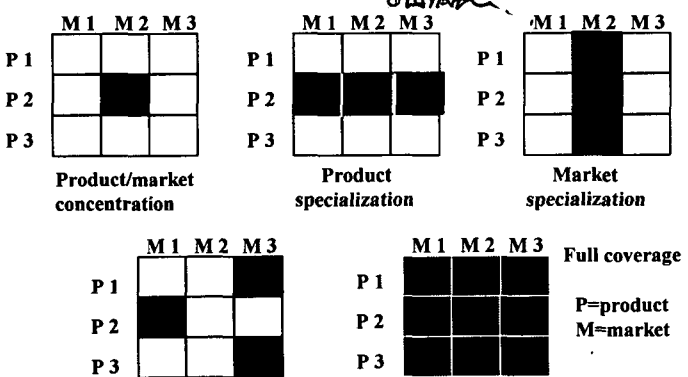 M 1 M 2 M 3
P 1
P 2
P 3
Product/market
concentration
M 1 M 2 M 3
P 1
P 2
P 3
Product
specialization
M 1 M 2 M 3
P 1
P 2
P 3
Market
specialization
M 1 M 2 M 3
P 1
P 2
P 3
M 1 M 2 M 3
P 1
P 2
P 3
Full coverage
P=product
M=market